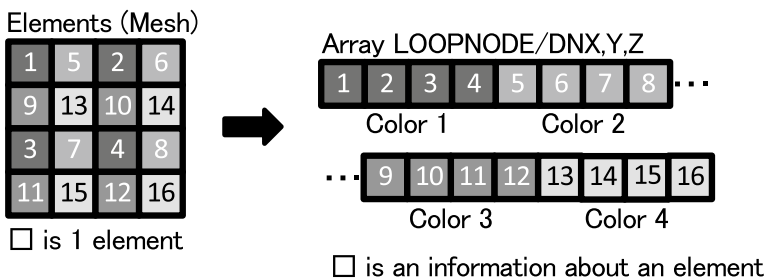 Elements (Mesh)
1 5 2 6
9 13 10 14
3 7 4 8
11 15 12 16
□ is 1 element
Array LOOPNODE/DNX,Y,Z
1 2 3 4 5 6 7 8 ···
Color 1 Color 2
··· 9 10 11 12 13 14 15 16
Color 3 Color 4
□ is an information about an element